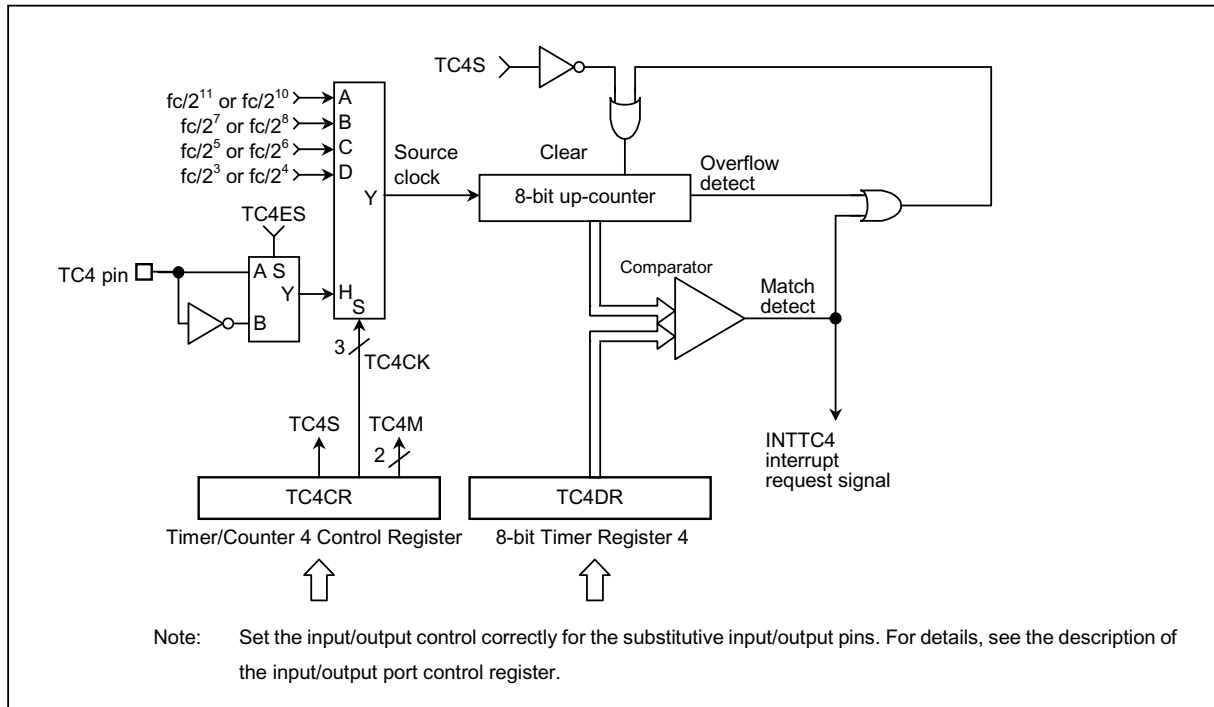 TC4S
fc/2¹¹ or fc/2¹⁰
fc/2⁷ or fc/2⁸
fc/2⁵ or fc/2⁶
fc/2³ or fc/2⁴
A
B
C
D
Y
H
S
Source
clock
Clear
8-bit up-counter
Overflow
detect
TC4ES
TC4 pin
A S
Y
B
Comparator
Match
detect
3
TC4CK
TC4S
TC4M
2
INTTC4
interrupt
request signal
TC4CR
TC4DR
Timer/Counter 4 Control Register
8-bit Timer Register 4
Note: Set the input/output control correctly for the substitutive input/output pins. For details, see the description of
the input/output port control register.